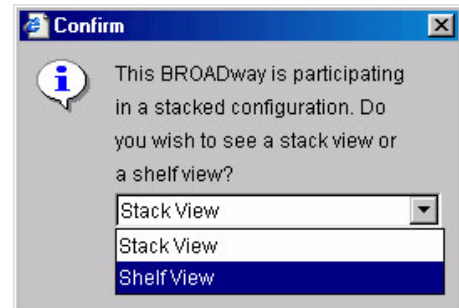 Confirm
This BROADway is participating
in a stacked configuration. Do
you wish to see a stack view or
a shelf view?
Stack View
Stack View
Shelf View